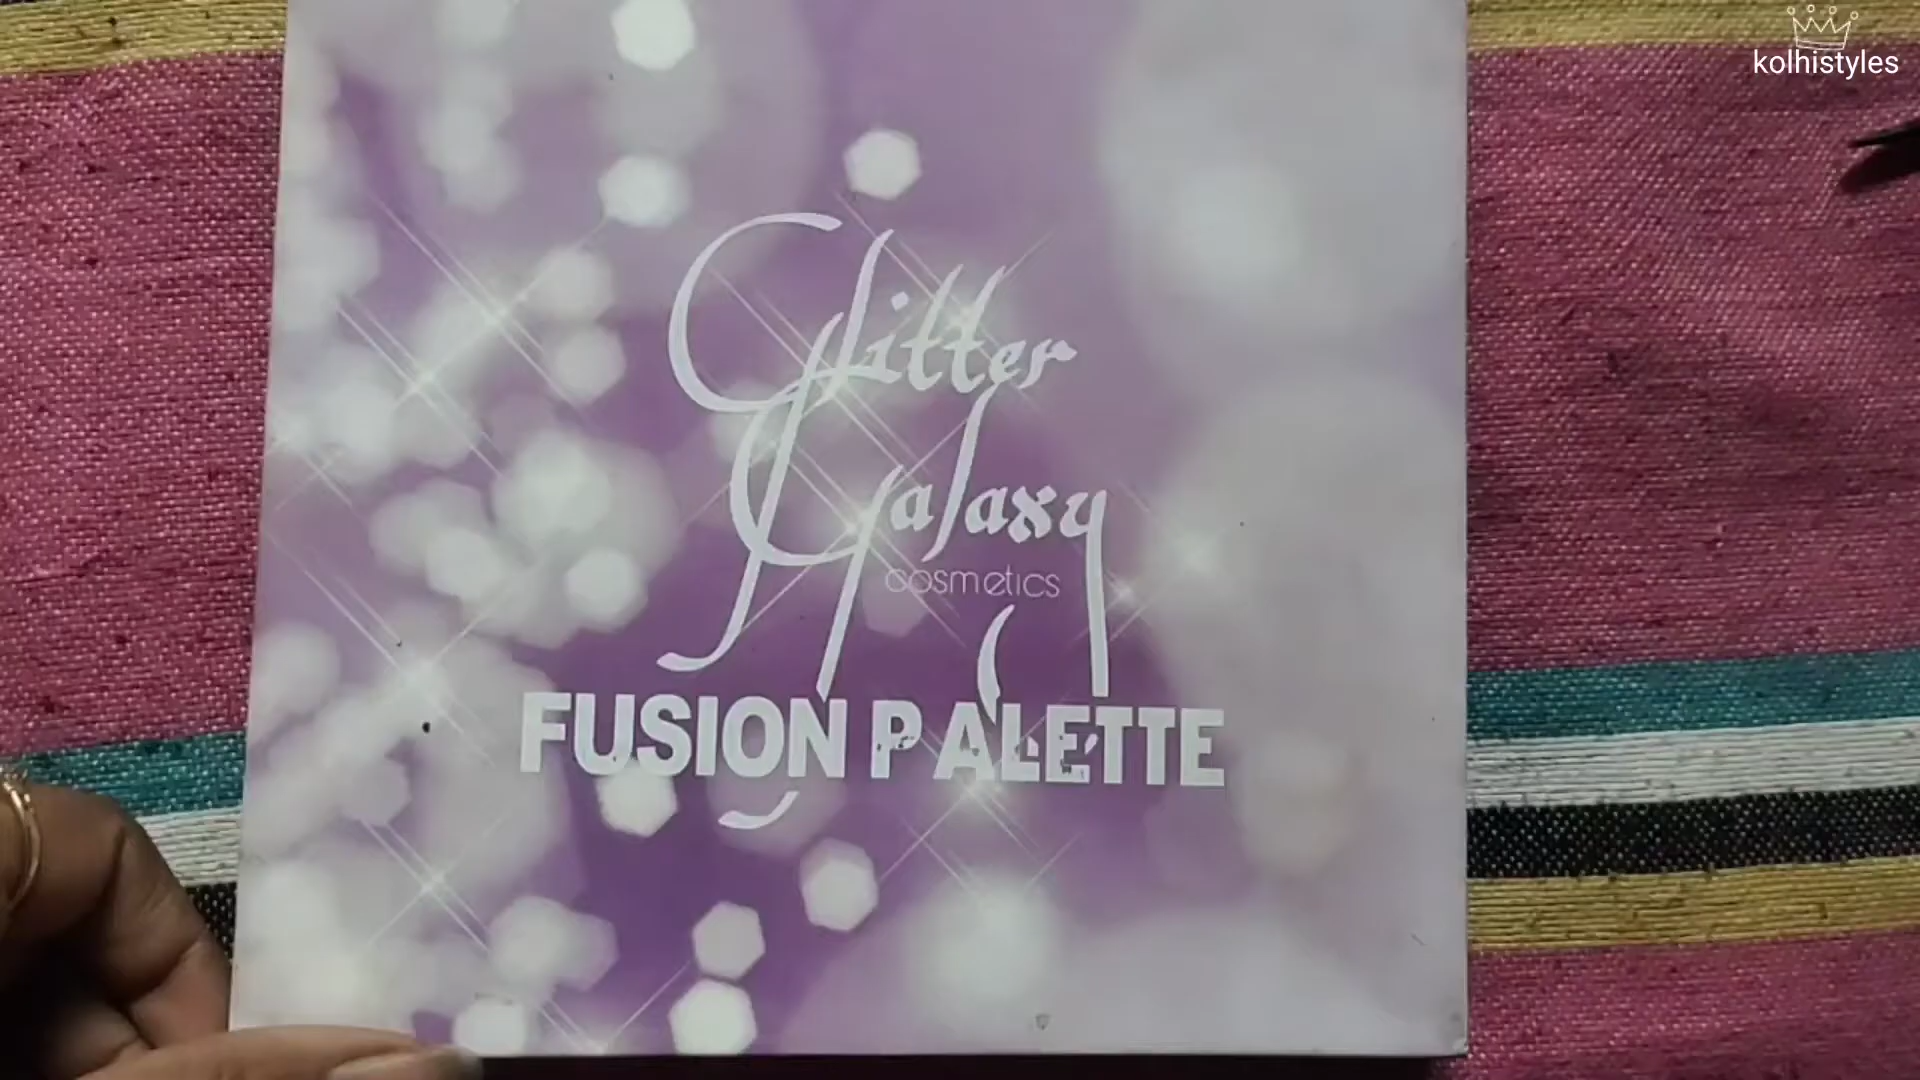 kolhistyles
Glitter
Galaxy
cosmetics
FUSION PALETTE